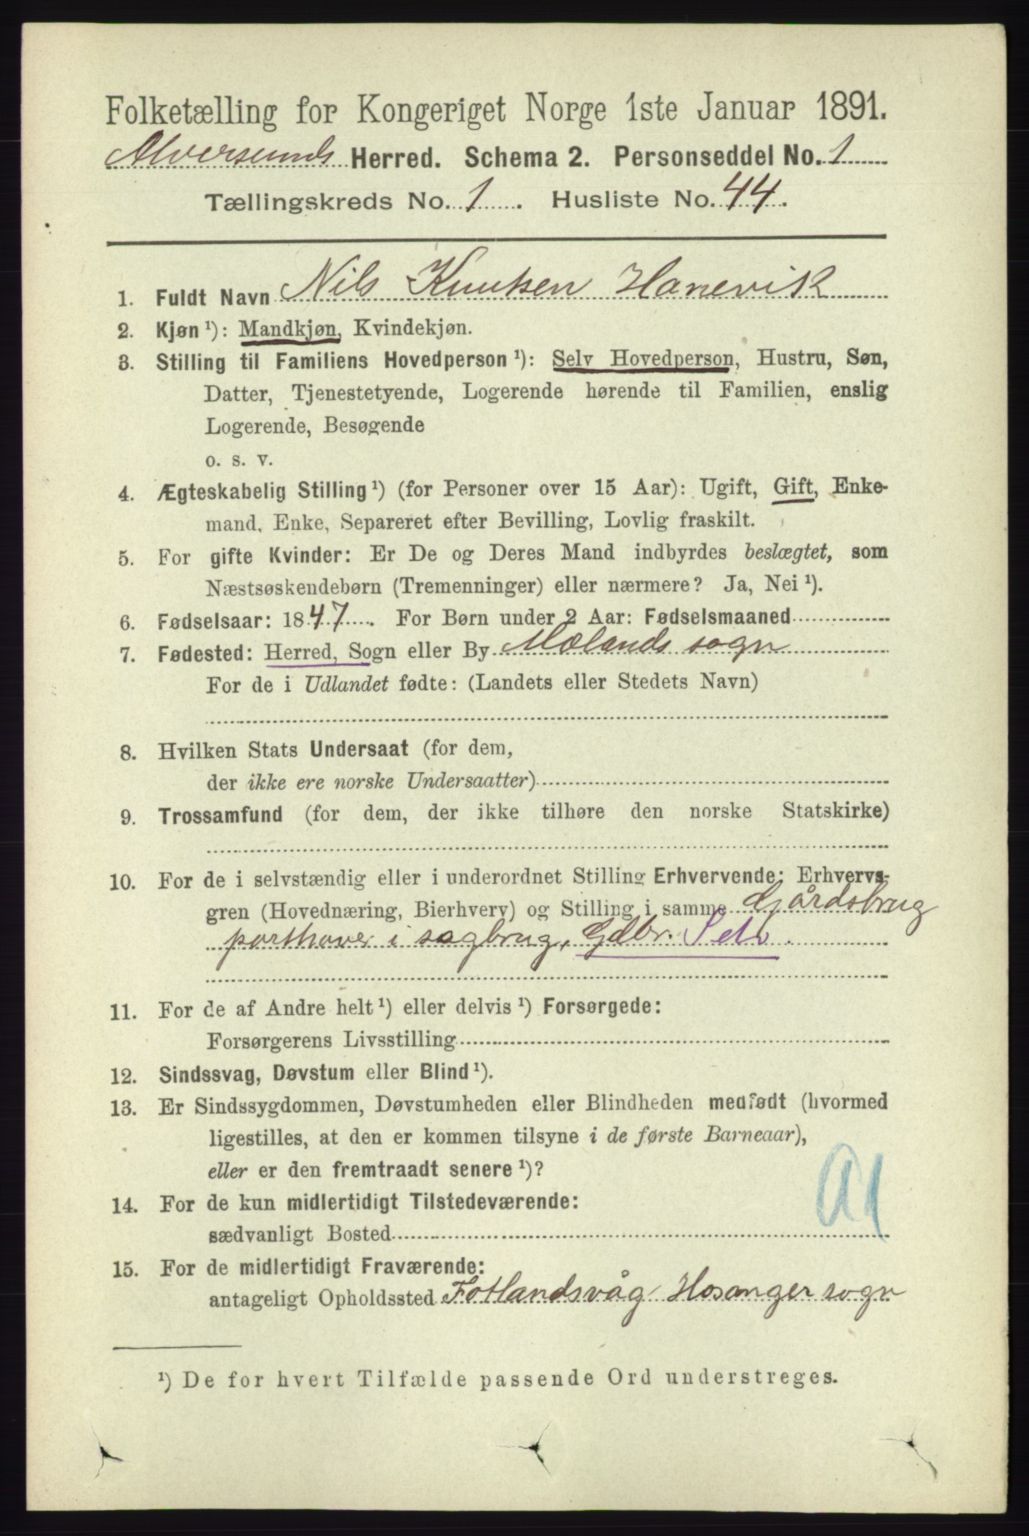 Folketælling for Kongeriget Norge 1ste Januar 1891.
Alversunds Herred. Schema 2. Personseddel No. 1
Tællingskreds No. 1. Husliste No. 44.
1. Fuldt Navn Nils Knutsen Hanevik
2. Kjøn ¹): Mandkjøn, Kvindekjøn.
3. Stilling til Familiens Hovedperson ¹): Selv Hovedperson, Hustru, Søn,
Datter, Tjenestetyende, Logerende hørende til Familien, enslig
Logerende, Besøgende
o. s. v.
4. Ægteskabelig Stilling ¹) (for Personer over 15 Aar): Ugift, Gift, Enke-
mand, Enke, Separeret efter Bevilling, Lovlig fraskilt.
5. For gifte Kvinder: Er De og Deres Mand indbyrdes beslægtet, som
Næstsøskendebørn (Tremenninger) eller nærmere? Ja, Nei ¹).
6. Fødselsaar: 1847. For Børn under 2 Aar: Fødselsmaaned
7. Fødested: Herred, Sogn eller By Mælands sogn
For de i Udlandet fødte: (Landets eller Stedets Navn)
8. Hvilken Stats Undersaat (for dem,
der ikke ere norske Undersaatter)
9. Trossamfund (for dem, der ikke tilhøre den norske Statskirke)
10. For de i selvstændig eller i underordnet Stilling Erhvervende: Erhvervs-
gren (Hovednæring, Bierhverv) og Stilling i samme Gjårdsbrug
parthaver i sagbrug, Gdbr. Selv.
11. For de af Andre helt ¹) eller delvis ¹) Forsørgede:
Forsørgerens Livsstilling
12. Sindssvag, Døvstum eller Blind ¹).
13. Er Sindssygdommen, Døvstumheden eller Blindheden medfødt (hvormed
ligestilles, at den er kommen tilsyne i de første Barneaar),
eller er den fremtraadt senere ¹)?
14. For de kun midlertidigt Tilstedeværende:
sædvanligt Bosted
15. For de midlertidigt Fraværende:
antageligt Opholdssted Fotlandsvåg Hosanger sogn
¹) De for hvert Tilfælde passende Ord understreges.